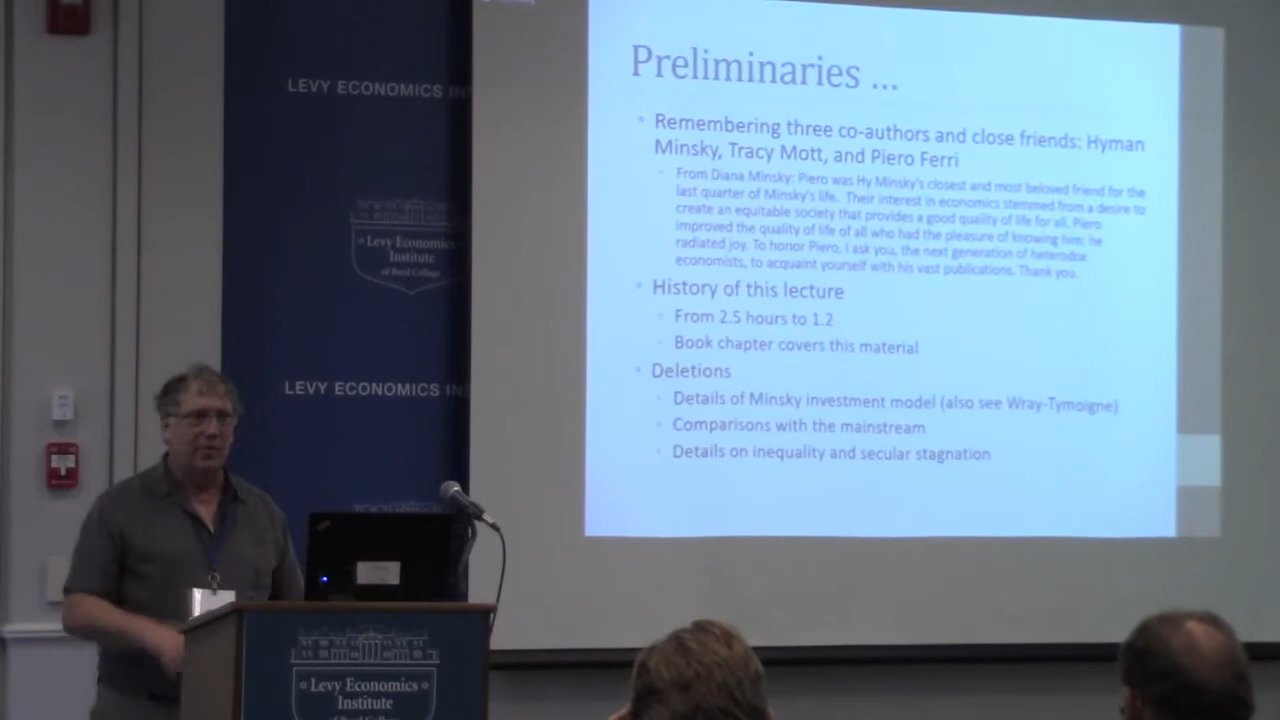 LEVY ECONOMICS IN
Levy Economics
Institute
of Bard College
LEVY ECONOMICS INS
Preliminaries ...
Remembering three co-authors and close friends: Hyman
Minsky, Tracy Mott, and Piero Ferri
From Diana Minsky: Piero was Hy Minsky's closest and most beloved friend for the
last quarter of Minsky's life. Their interest in economics stemmed from a desire to
create an equitable society that provides a good quality of life for all. Piero
improved the quality of life of all who had the pleasure of knowing him: he
radiated joy. To honor Piero, I ask you, the next generation of heterodox
economists, to acquaint yourself with his vast publications. Thank you.
History of this lecture
From 2.5 hours to 1.2
Book chapter covers this material
Deletions
Details of Minsky investment model (also see Wray-Tymoigne)
Comparisons with the mainstream
Details on inequality and secular stagnation
Levy Economics
Institute
of Bard College